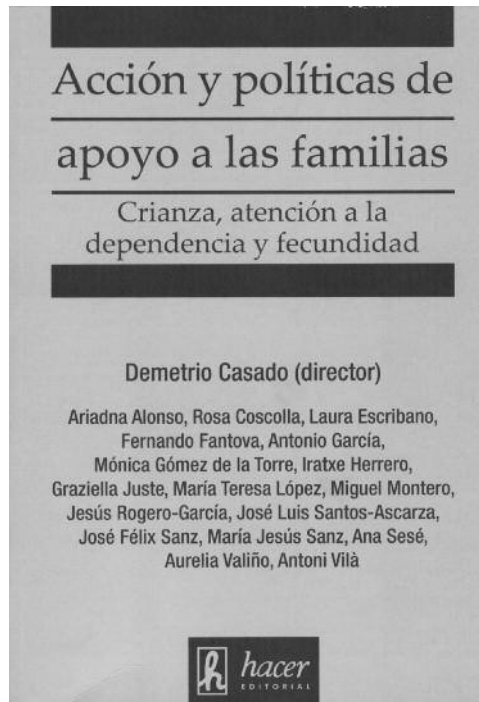 Acción y políticas de
apoyo a las familias
Crianza, atención a la
dependencia y fecundidad
Demetrio Casado (director)
Ariadna Alonso, Rosa Coscolla, Laura Escribano,
Fernando Fantova, Antonio García,
Mónica Gómez de la Torre, Iratxe Herrero,
Graziella Juste, María Teresa López, Miguel Montero,
Jesús Rogero-García, José Luis Santos-Ascarza,
José Félix Sanz, María Jesús Sanz, Ana Sesé,
Aurelia Valiño, Antoni Vilà
h hacer
EDITORIAL